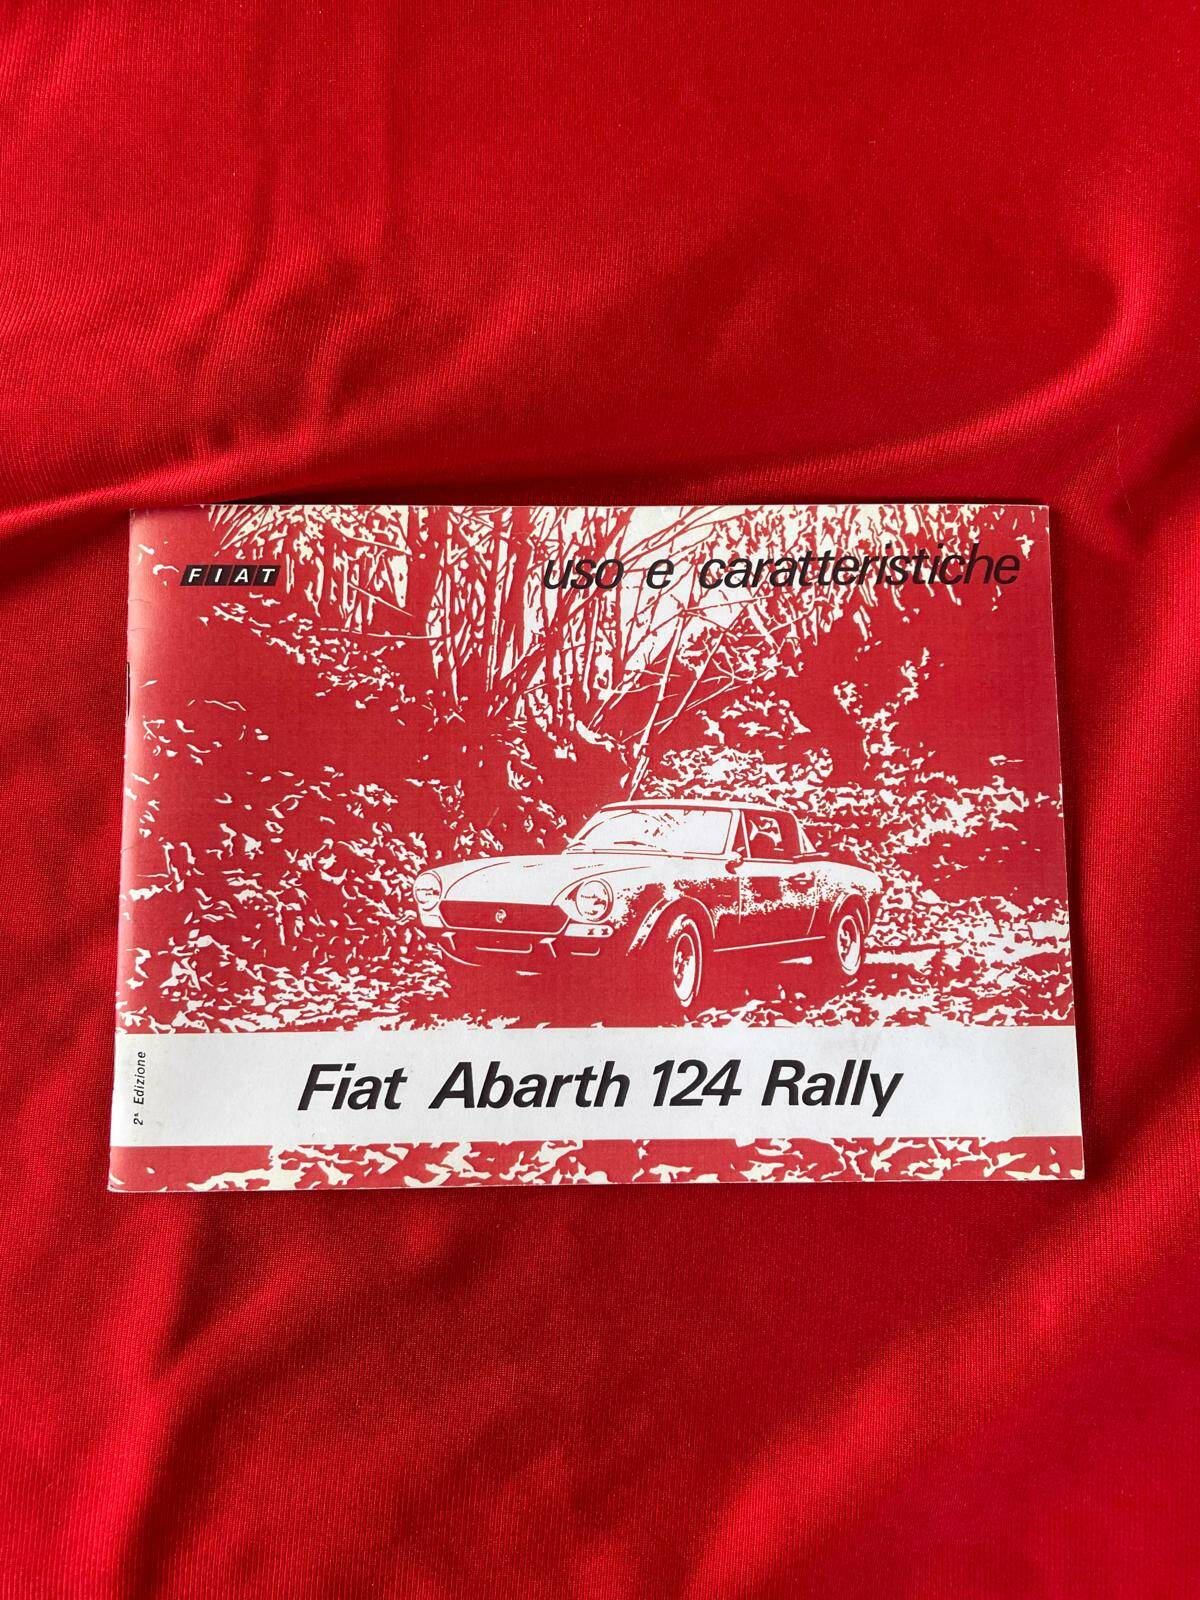 FIAT
uso e caratteristiche
2ª Edizione
Fiat Abarth 124 Rally